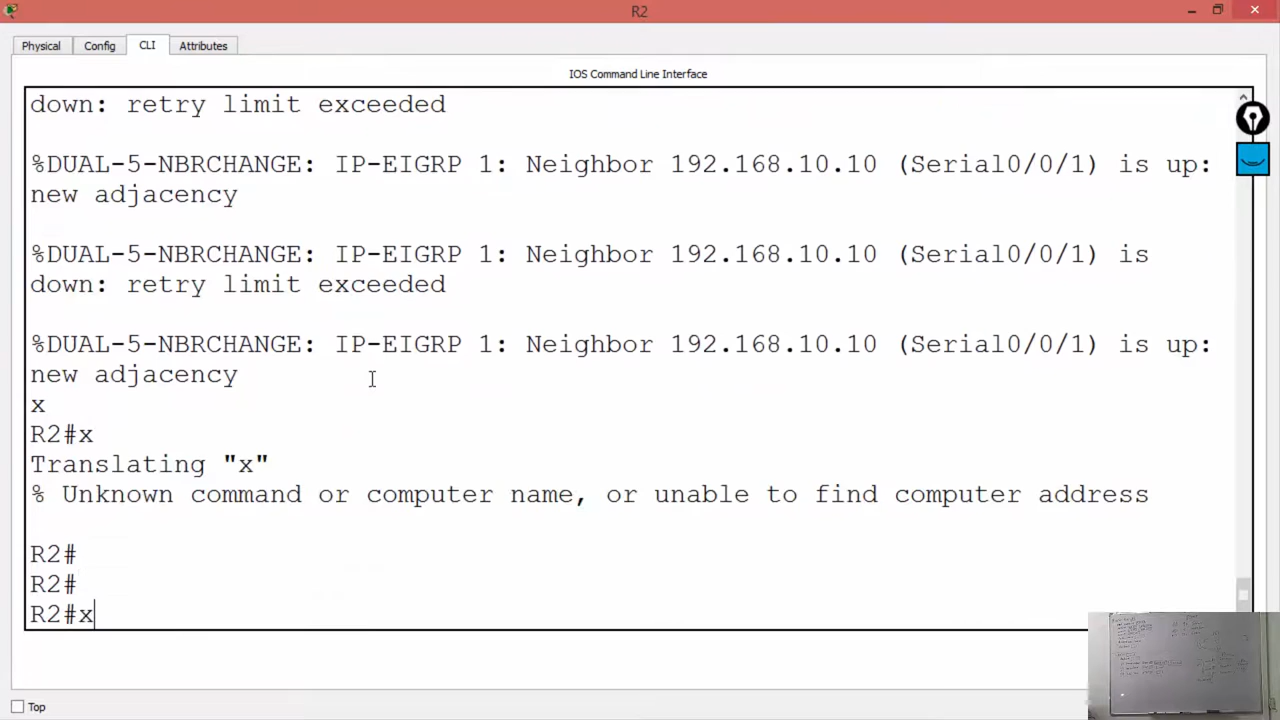 R2
Physical
Config
CLI
Attributes
IOS Command Line Interface
down: retry limit exceeded
%DUAL-5-NBRCHANGE: IP-EIGRP 1: Neighbor 192.168.10.10 (Serial0/0/1) is up:
new adjacency
%DUAL-5-NBRCHANGE: IP-EIGRP 1: Neighbor 192.168.10.10 (Serial0/0/1) is
down: retry limit exceeded
%DUAL-5-NBRCHANGE: IP-EIGRP 1: Neighbor 192.168.10.10 (Serial0/0/1) is up:
new adjacency
x
R2#x
Translating "x"
% Unknown command or computer name, or unable to find computer address
R2#
R2#
R2#x
Top